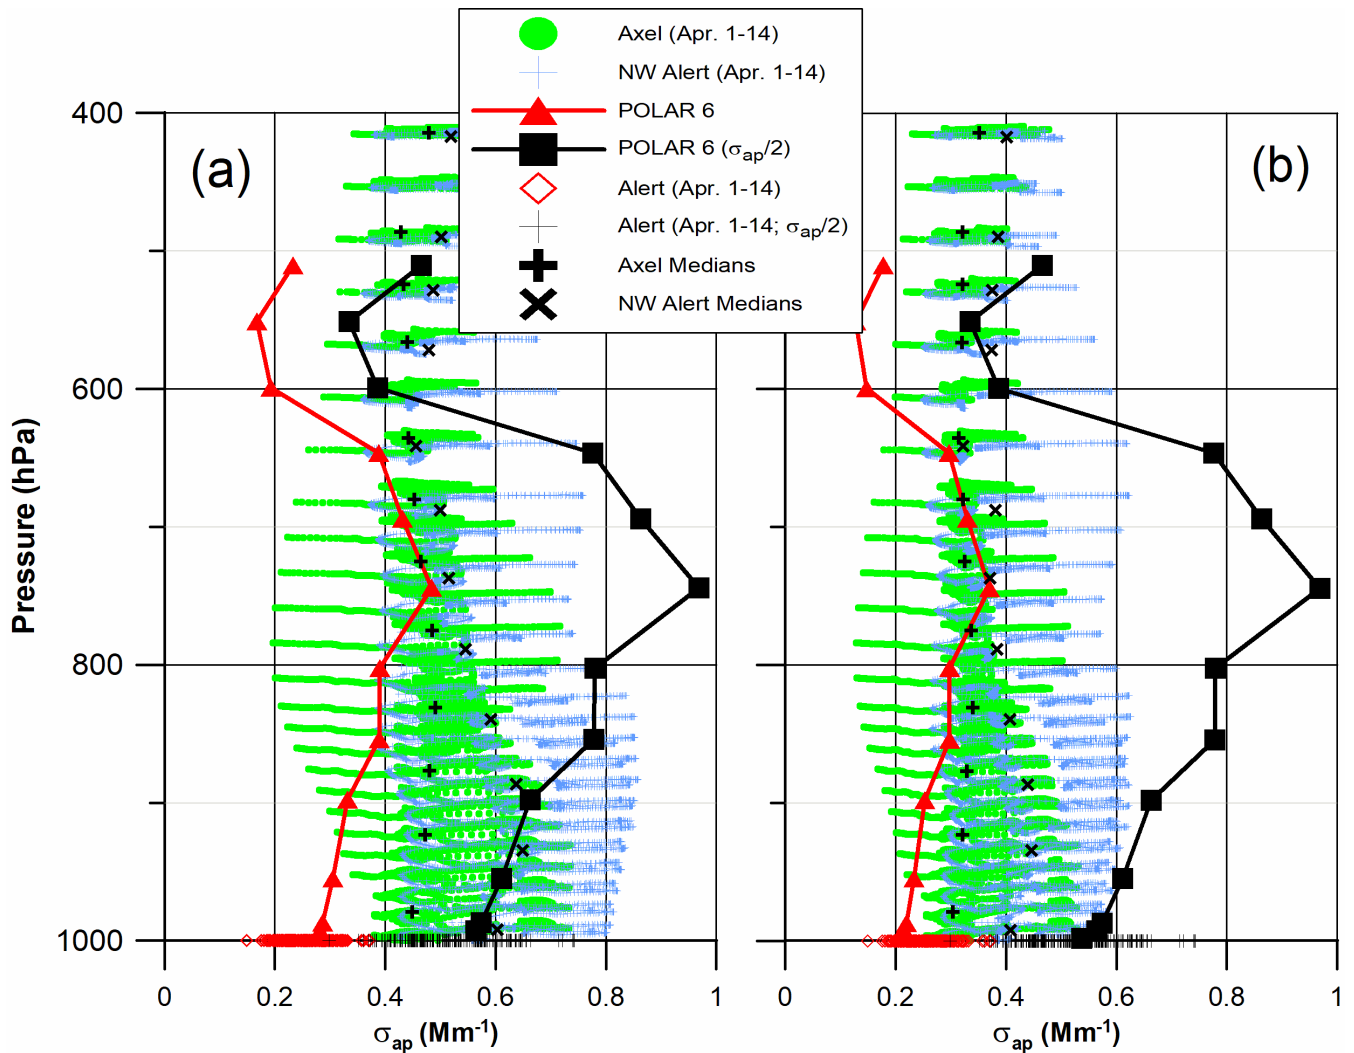 Axel (Apr. 1-14)
NW Alert (Apr. 1-14)
POLAR 6
POLAR 6 (σap/2)
Alert (Apr. 1-14)
Alert (Apr. 1-14; σap/2)
Axel Medians
NW Alert Medians
(a)
(b)
400
600
800
1000
Pressure (hPa)
0
0.2
0.4
0.6
0.8
1
0
0.2
0.4
0.6
0.8
1
σap (Mm-1)
σap (Mm-1)